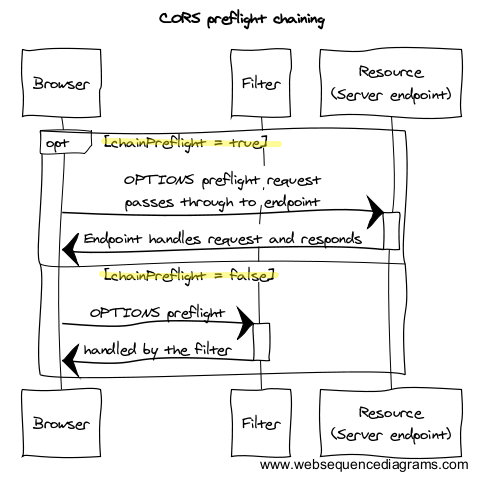 CORS preflight chaining
Browser
Filter
Resource
(Server endpoint)
opt
[chainPreflight = true]
OPTIONS preflight request
passes through to endpoint
Endpoint handles request and responds
[chainPreflight = false]
OPTIONS preflight
handled by the filter
Browser
Filter
Resource
(Server endpoint)
www.websequencediagrams.com